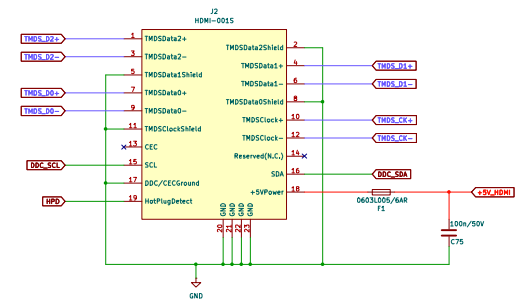 J2
HDMI-001S
TMDS_D2+ 1 TMDSData2+
TMDSData2Shield 2
TMDS_D2- 3 TMDSData2-
TMDSData1+ 4 TMDS_D1+
5 TMDSData1Shield
TMDSData1- 6 TMDS_D1-
TMDS_D0+ 7 TMDSData0+
TMDSData0Shield 8
TMDS_D0- 9 TMDSData0-
TMDSClock+ 10 TMDS_CK+
11 TMDSClockShield
TMDSClock- 12 TMDS_CK-
13 CEC
Reserved(N.C.) 14
DDC_SCL 15 SCL
SDA 16 DDC_SDA
17 DDC/CECGround
+5VPower 18 +5V_HDMI
HPD 19 HotPlugDetect
0603L005/6AR
F1
GND GND GND GND
20 21 22 23
100n/50V
C75
GND